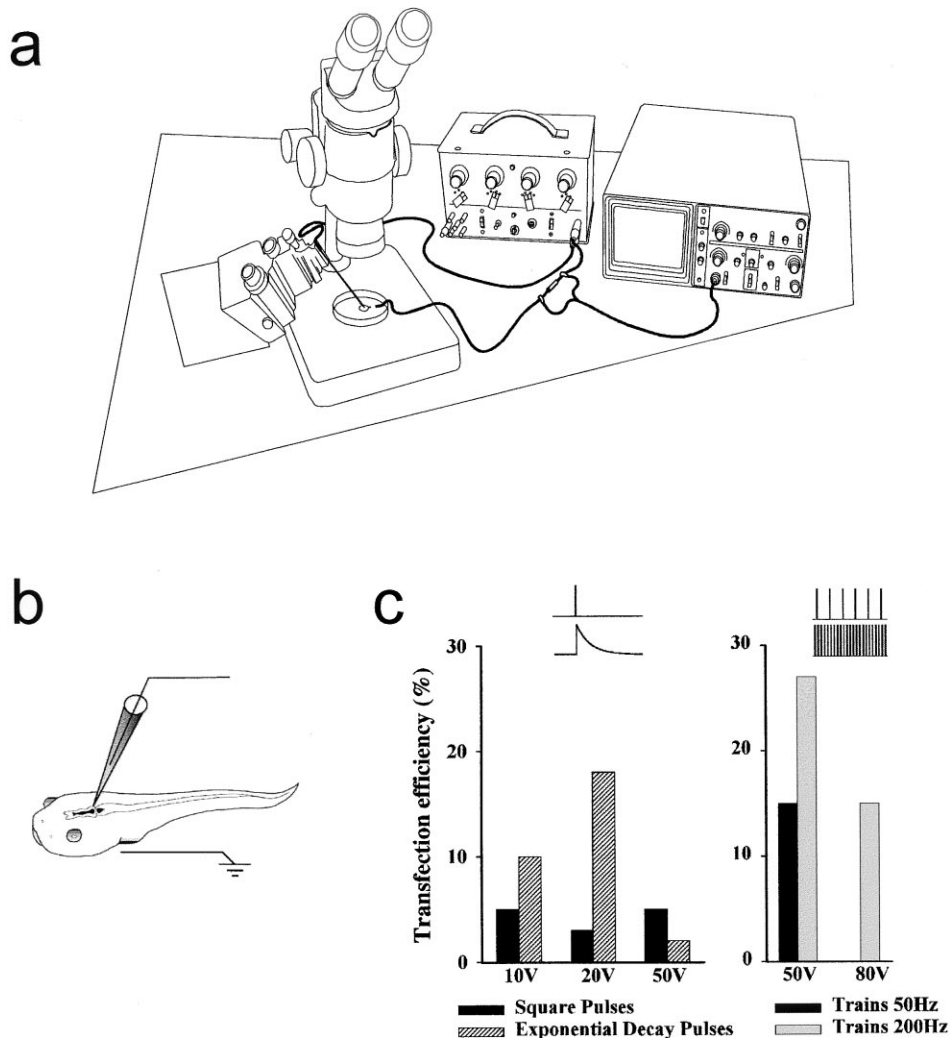 a
b
c
Transfection efficiency (%)
30
20
10
0
10V 20V 50V
Square Pulses
Exponential Decay Pulses
30
20
10
0
50V 80V
Trains 50Hz
Trains 200Hz